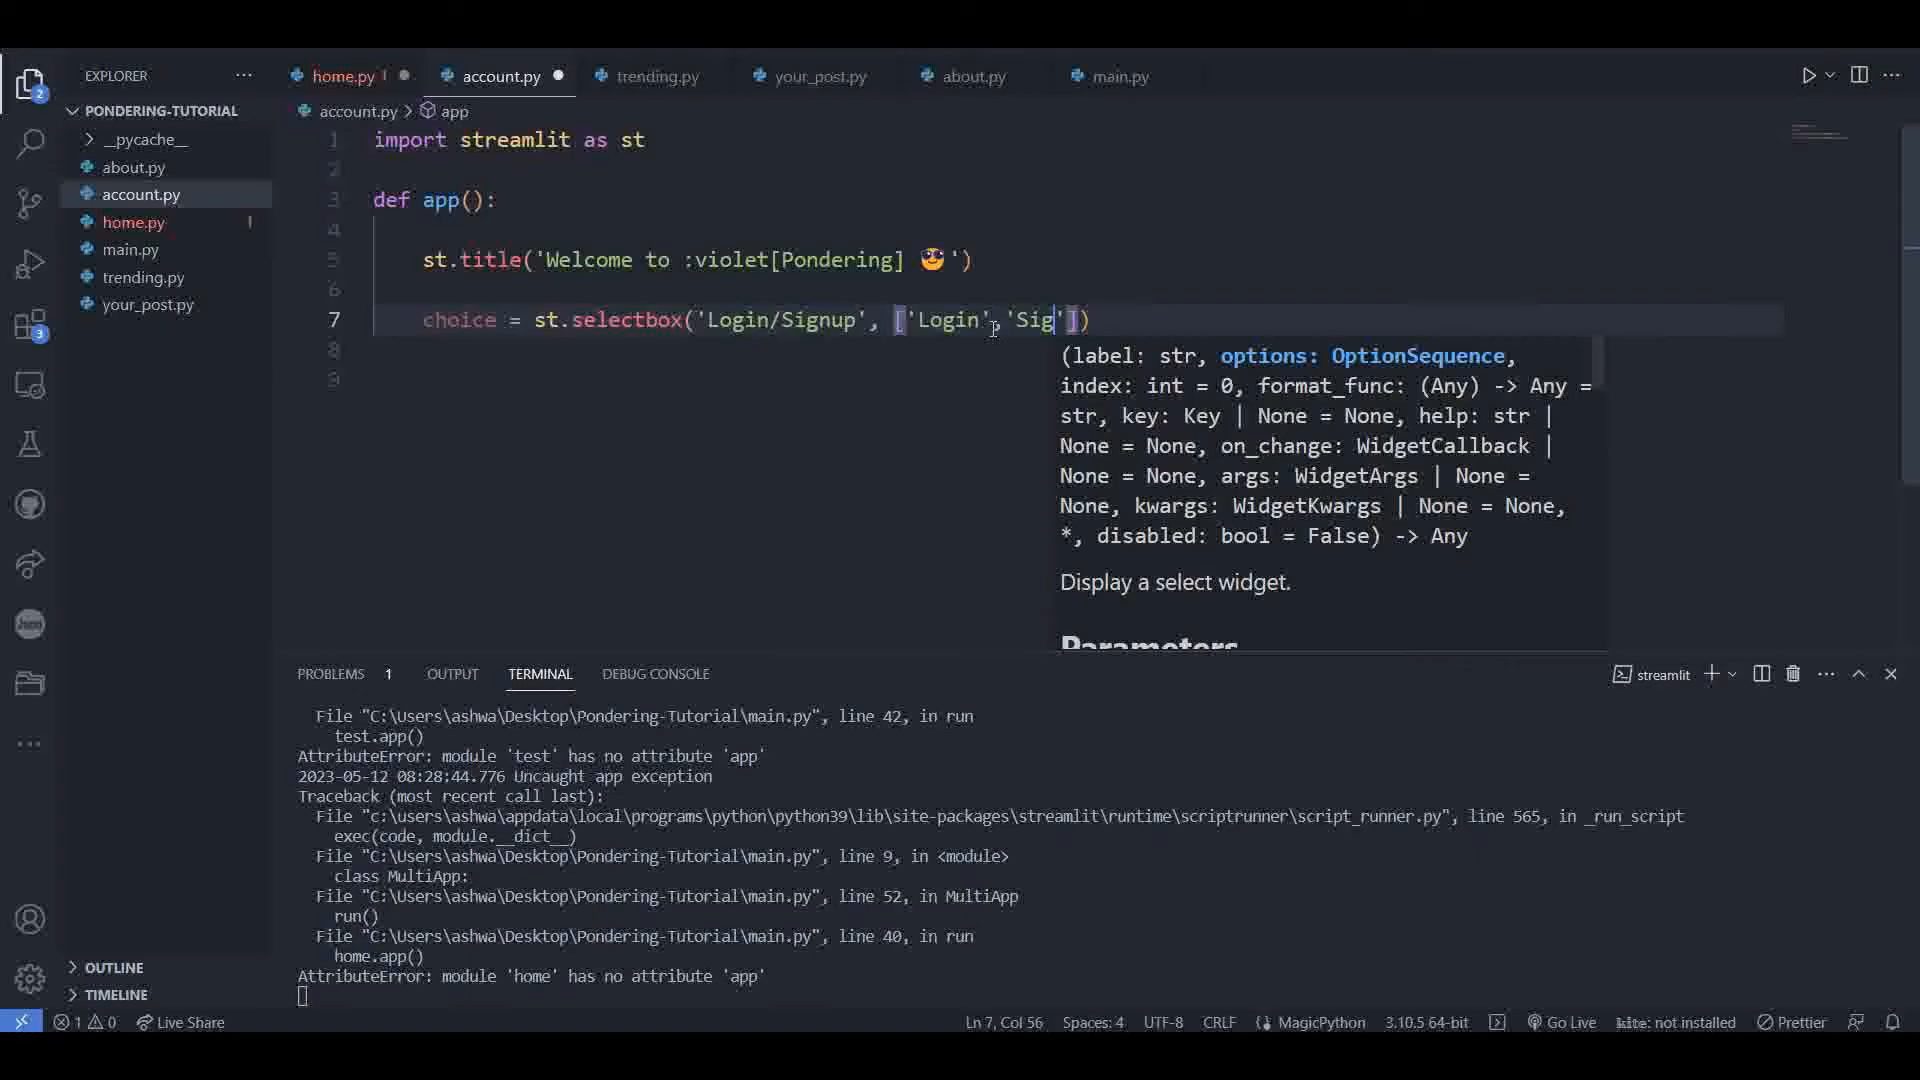 EXPLORER
PONDERING-TUTORIAL
__pycache__
about.py
account.py
home.py !
main.py
trending.py
your_post.py
2
3
OUTLINE
TIMELINE
home.py !
account.py
trending.py
your_post.py
about.py
main.py
account.py > app
1 import streamlit as st
2
3 def app():
4
5 st.title('Welcome to :violet[Pondering] 😎')
6
7 choice = st.selectbox('Login/Signup', ['Login','Sig'])
8
9
(label: str, options: OptionSequence,
index: int = 0, format_func: (Any) -> Any =
str, key: Key | None = None, help: str |
None = None, on_change: WidgetCallback |
None = None, args: WidgetArgs | None =
None, kwargs: WidgetKwargs | None = None,
*, disabled: bool = False) -> Any
Display a select widget.
Parameters
PROBLEMS 1 OUTPUT TERMINAL DEBUG CONSOLE
streamlit
File "C:\Users\ashwa\Desktop\Pondering-Tutorial\main.py", line 42, in run
test.app()
AttributeError: module 'test' has no attribute 'app'
2023-05-12 08:28:44.776 Uncaught app exception
Traceback (most recent call last):
File "c:\users\ashwa\appdata\local\programs\python\python39\lib\site-packages\streamlit\runtime\scriptrunner\script_runner.py", line 565, in _run_script
exec(code, module.__dict__)
File "C:\Users\ashwa\Desktop\Pondering-Tutorial\main.py", line 9, in <module>
class MultiApp:
File "C:\Users\ashwa\Desktop\Pondering-Tutorial\main.py", line 52, in MultiApp
run()
File "C:\Users\ashwa\Desktop\Pondering-Tutorial\main.py", line 40, in run
home.app()
AttributeError: module 'home' has no attribute 'app'
1 0 Live Share
Ln 7, Col 56 Spaces: 4 UTF-8 CRLF MagicPython 3.10.5 64-bit Go Live kite: not installed Prettier